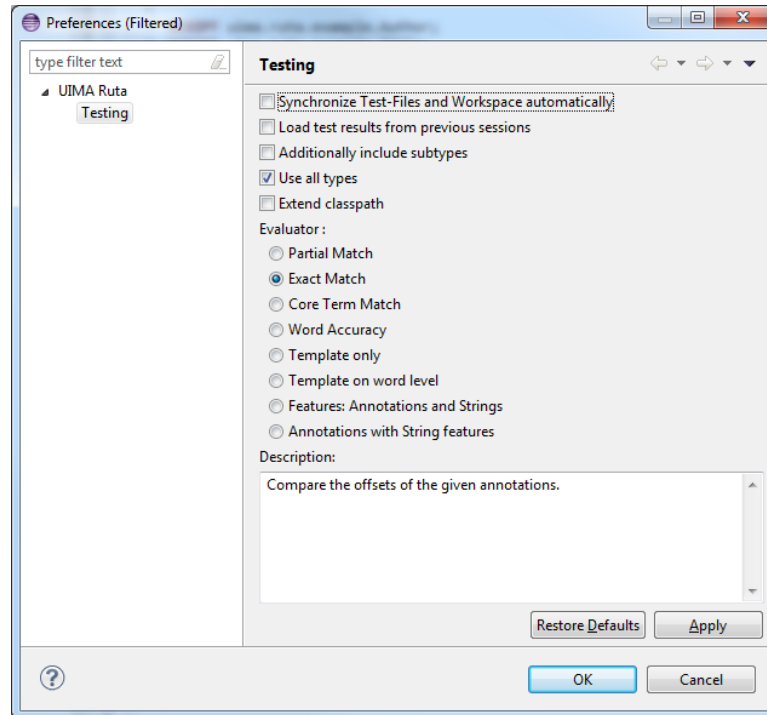 Preferences (Filtered)
type filter text
UIMA Ruta
Testing
Testing
Synchronize Test-Files and Workspace automatically
Load test results from previous sessions
Additionally include subtypes
Use all types
Extend classpath
Evaluator :
Partial Match
Exact Match
Core Term Match
Word Accuracy
Template only
Template on word level
Features: Annotations and Strings
Annotations with String features
Description:
Compare the offsets of the given annotations.
Restore Defaults Apply
? OK Cancel